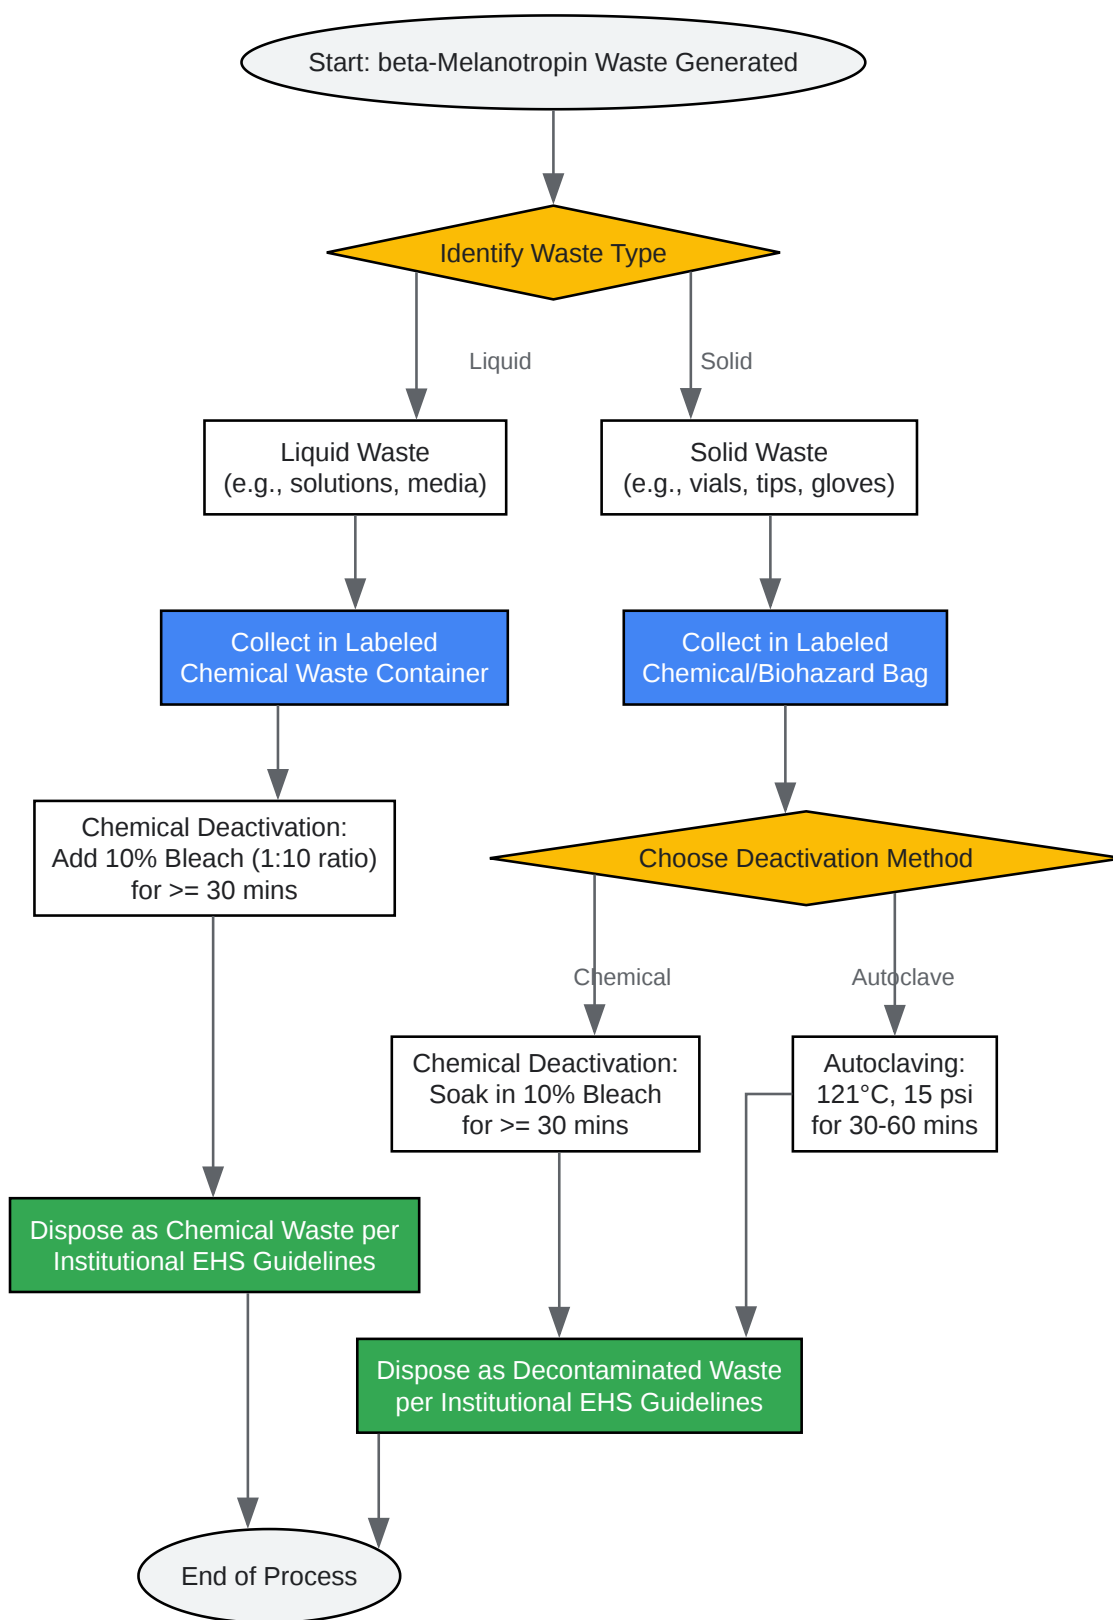 Start: beta-Melanotropin Waste Generated
Identify Waste Type
Liquid
Solid
Liquid Waste
(e.g., solutions, media)
Solid Waste
(e.g., vials, tips, gloves)
Collect in Labeled
Chemical Waste Container
Collect in Labeled
Chemical/Biohazard Bag
Chemical Deactivation:
Add 10% Bleach (1:10 ratio)
for >= 30 mins
Choose Deactivation Method
Chemical
Autoclave
Chemical Deactivation:
Soak in 10% Bleach
for >= 30 mins
Autoclaving:
121°C, 15 psi
for 30-60 mins
Dispose as Chemical Waste per
Institutional EHS Guidelines
Dispose as Decontaminated Waste
per Institutional EHS Guidelines
End of Process